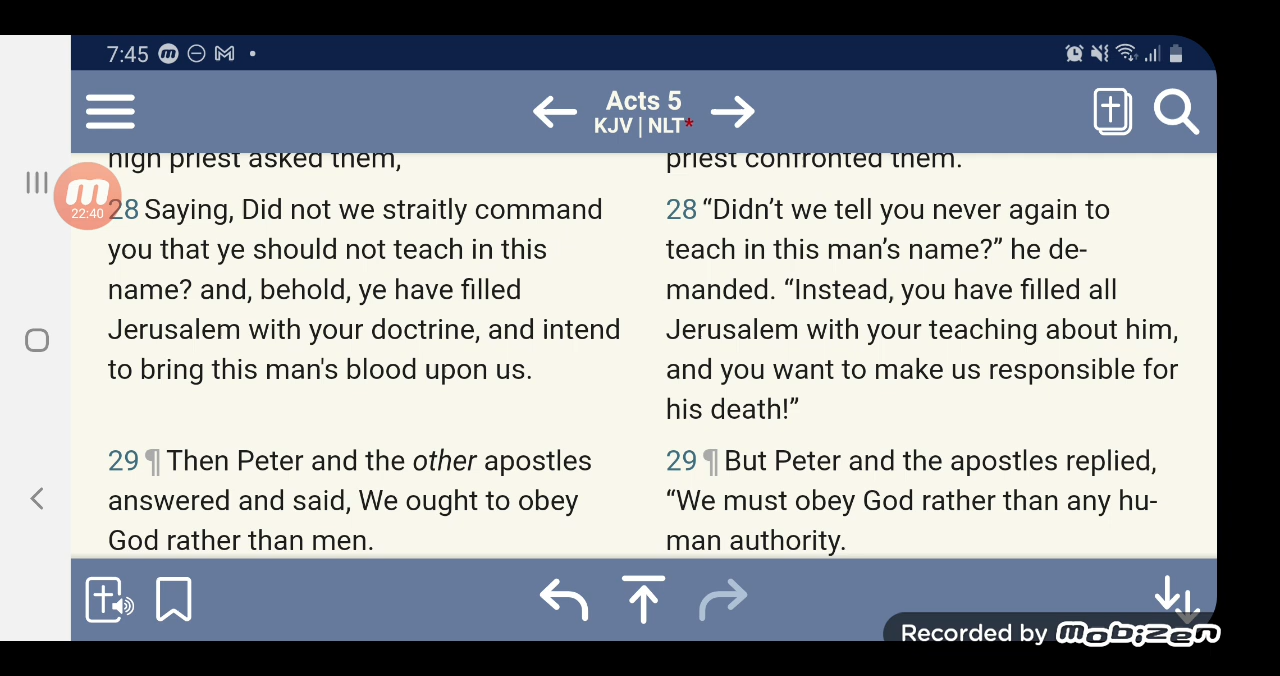 7:45
Acts 5
KJV | NLT*
22:40
high priest asked them,
28 Saying, Did not we straitly command
you that ye should not teach in this
name? and, behold, ye have filled
Jerusalem with your doctrine, and intend
to bring this man's blood upon us.
29 ¶ Then Peter and the other apostles
answered and said, We ought to obey
God rather than men.
priest confronted them.
28 “Didn’t we tell you never again to
teach in this man’s name?” he de-
manded. “Instead, you have filled all
Jerusalem with your teaching about him,
and you want to make us responsible for
his death!”
29 ¶ But Peter and the apostles replied,
“We must obey God rather than any hu-
man authority.
Recorded by mobizen